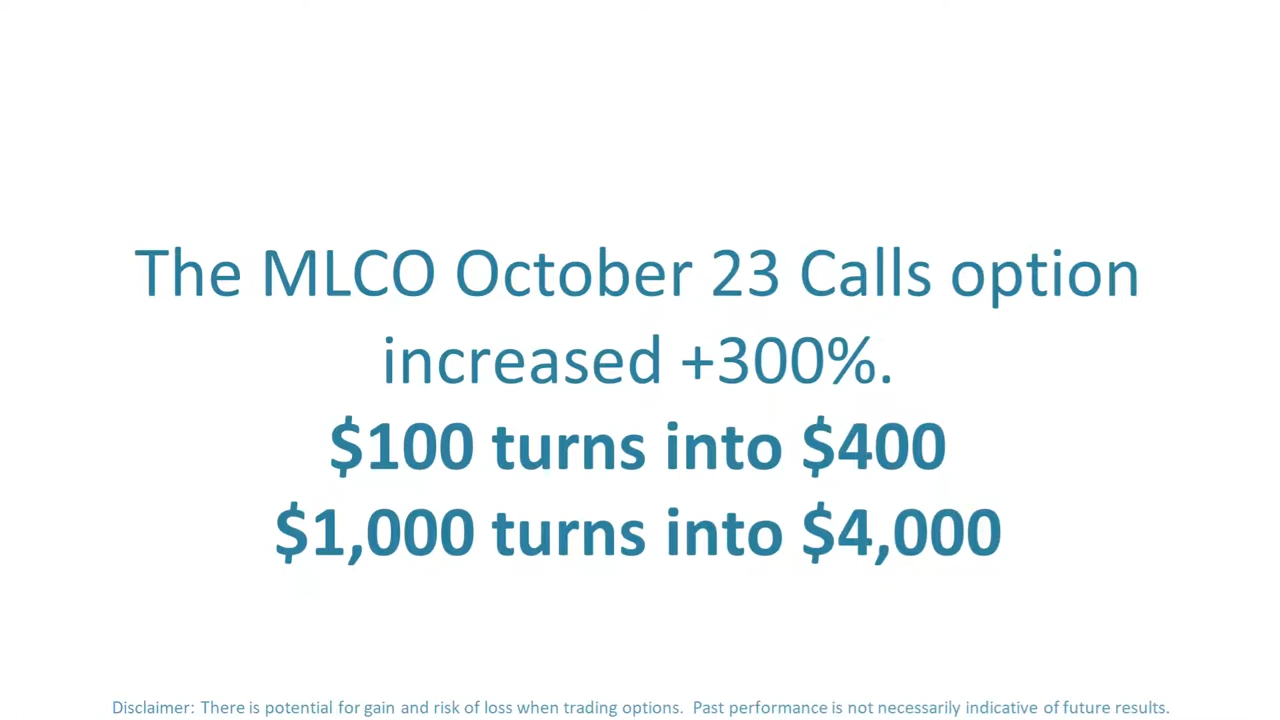 The MLCO October 23 Calls option
increased +300%.
$100 turns into $400
$1,000 turns into $4,000
Disclaimer: There is potential for gain and risk of loss when trading options.  Past performance is not necessarily indicative of future results.